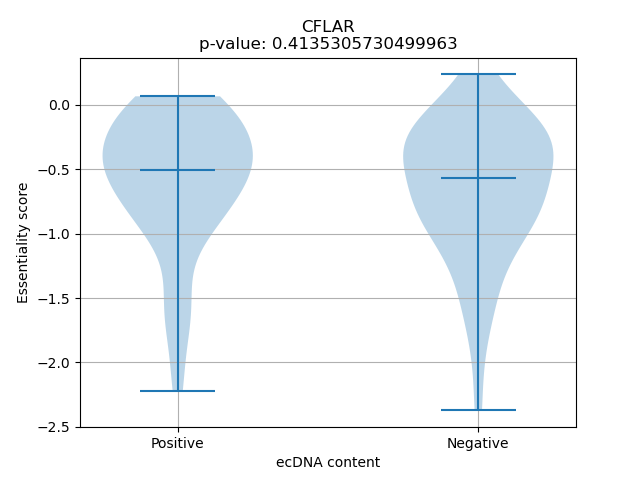 CFLAR
p-value: 0.4135305730499963
0.0
−0.5
−1.0
−1.5
−2.0
−2.5
Essentiality score
Positive
Negative
ecDNA content